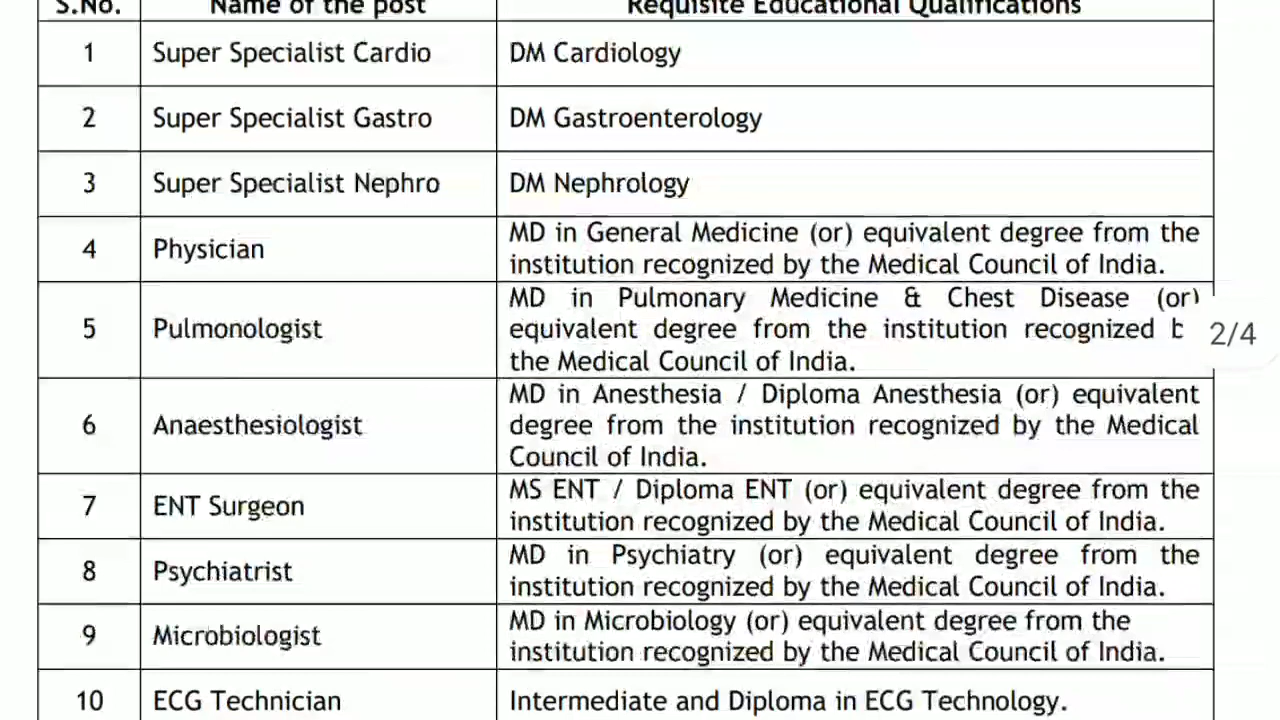 S.No. Name of the post Requisite Educational Qualifications
1 Super Specialist Cardio DM Cardiology
2 Super Specialist Gastro DM Gastroenterology
3 Super Specialist Nephro DM Nephrology
4 Physician MD in General Medicine (or) equivalent degree from the
institution recognized by the Medical Council of India.
5 Pulmonologist MD in Pulmonary Medicine & Chest Disease (or)
equivalent degree from the institution recognized
the Medical Council of India.
2/4
6 Anaesthesiologist MD in Anesthesia / Diploma Anesthesia (or) equivalent
degree from the institution recognized by the Medical
Council of India.
7 ENT Surgeon MS ENT / Diploma ENT (or) equivalent degree from the
institution recognized by the Medical Council of India.
8 Psychiatrist MD in Psychiatry (or) equivalent degree from the
institution recognized by the Medical Council of India.
9 Microbiologist MD in Microbiology (or) equivalent degree from the
institution recognized by the Medical Council of India.
10 ECG Technician Intermediate and Diploma in ECG Technology.